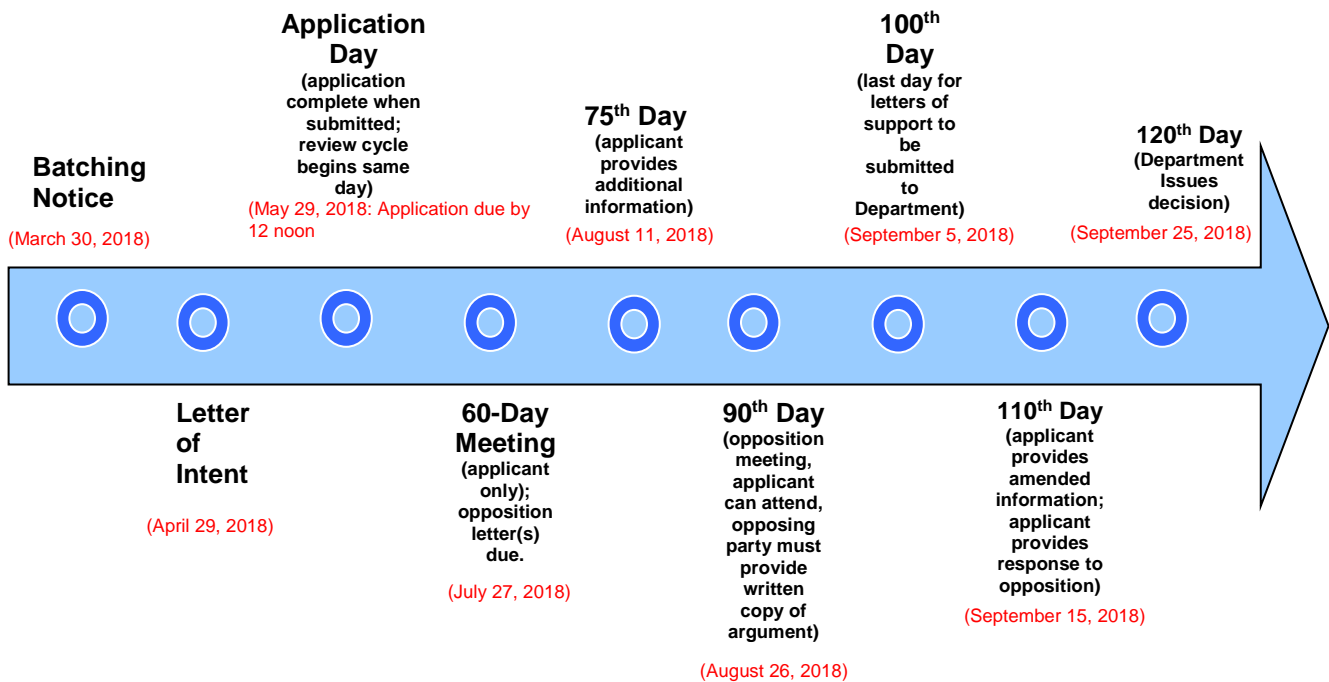 Batching
Notice
(March 30, 2018)
Letter
of
Intent
(April 29, 2018)
Application
Day
(application
complete when
submitted;
review cycle
begins same
day)
(May 29, 2018: Application due by
12 noon
60-Day
Meeting
(applicant
only);
opposition
letter(s)
due.
(July 27, 2018)
75th Day
(applicant
provides
additional
information)
(August 11, 2018)
90th Day
(opposition
meeting,
applicant
can attend,
opposing
party must
provide
written
copy of
argument)
(August 26, 2018)
100th
Day
(last day for
letters of
support to
be
submitted
to
Department)
(September 5, 2018)
110th Day
(applicant
provides
amended
information;
applicant
provides
response to
opposition)
(September 15, 2018)
120th Day
(Department
Issues
decision)
(September 25, 2018)